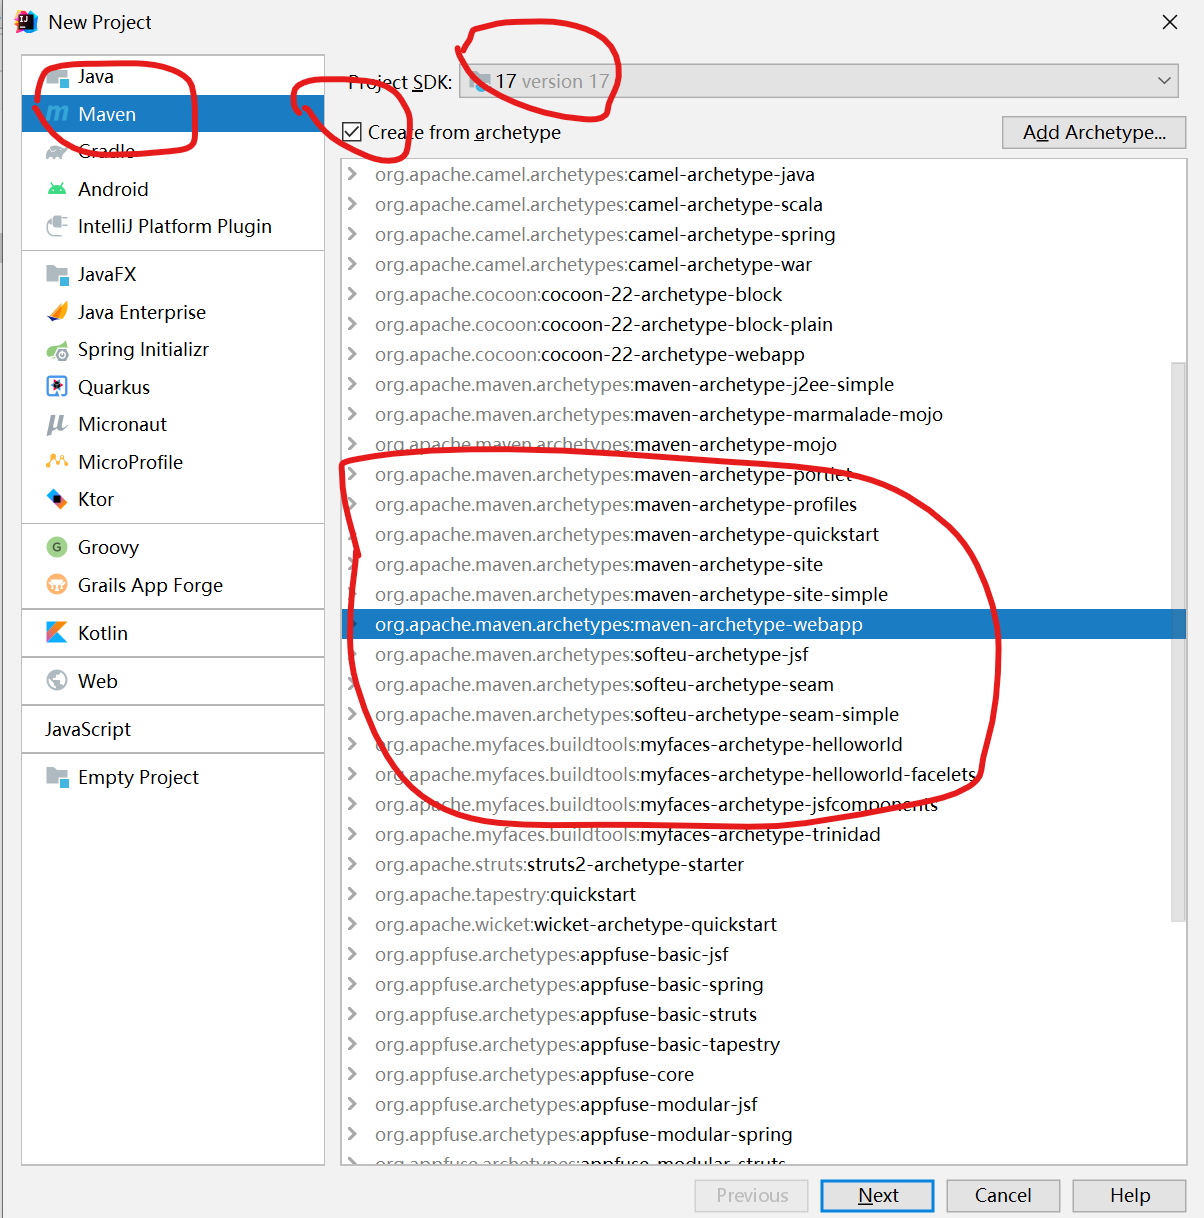 New Project
Java
Maven
Gradle
Android
IntelliJ Platform Plugin
JavaFX
Java Enterprise
Spring Initializr
Quarkus
Micronaut
MicroProfile
Ktor
Groovy
Grails App Forge
Kotlin
Web
JavaScript
Empty Project
Project SDK: 17 version 17
Create from archetype
Add Archetype...
org.apache.camel.archetypes:camel-archetype-java
org.apache.camel.archetypes:camel-archetype-scala
org.apache.camel.archetypes:camel-archetype-spring
org.apache.camel.archetypes:camel-archetype-war
org.apache.cocoon:cocoon-22-archetype-block
org.apache.cocoon:cocoon-22-archetype-block-plain
org.apache.cocoon:cocoon-22-archetype-webapp
org.apache.maven.archetypes:maven-archetype-j2ee-simple
org.apache.maven.archetypes:maven-archetype-marmalade-mojo
org.apache.maven.archetypes:maven-archetype-mojo
org.apache.maven.archetypes:maven-archetype-portlet
org.apache.maven.archetypes:maven-archetype-profiles
org.apache.maven.archetypes:maven-archetype-quickstart
org.apache.maven.archetypes:maven-archetype-site
org.apache.maven.archetypes:maven-archetype-site-simple
org.apache.maven.archetypes:maven-archetype-webapp
org.apache.maven.archetypes:softeu-archetype-jsf
org.apache.maven.archetypes:softeu-archetype-seam
org.apache.maven.archetypes:softeu-archetype-seam-simple
org.apache.myfaces.buildtools:myfaces-archetype-helloworld
org.apache.myfaces.buildtools:myfaces-archetype-helloworld-facelets
org.apache.myfaces.buildtools:myfaces-archetype-jsfcomponents
org.apache.myfaces.buildtools:myfaces-archetype-trinidad
org.apache.struts:struts2-archetype-starter
org.apache.tapestry:quickstart
org.apache.wicket:wicket-archetype-quickstart
org.appfuse.archetypes:appfuse-basic-jsf
org.appfuse.archetypes:appfuse-basic-spring
org.appfuse.archetypes:appfuse-basic-struts
org.appfuse.archetypes:appfuse-basic-tapestry
org.appfuse.archetypes:appfuse-core
org.appfuse.archetypes:appfuse-modular-jsf
org.appfuse.archetypes:appfuse-modular-spring
org.appfuse.archetypes:appfuse-modular-struts
Previous
Next
Cancel
Help